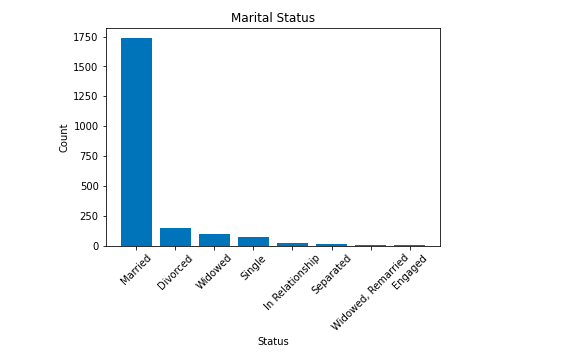 Marital Status
1750
1500
1250
1000
750
500
250
0
Count
Married
Divorced
Widowed
Single
In Relationship
Separated
Widowed, Remarried
Engaged
Status